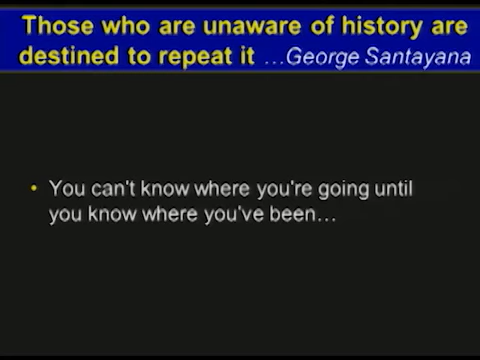 Those who are unaware of history are
destined to repeat it ...George Santayana
• You can't know where you're going until
you know where you've been...